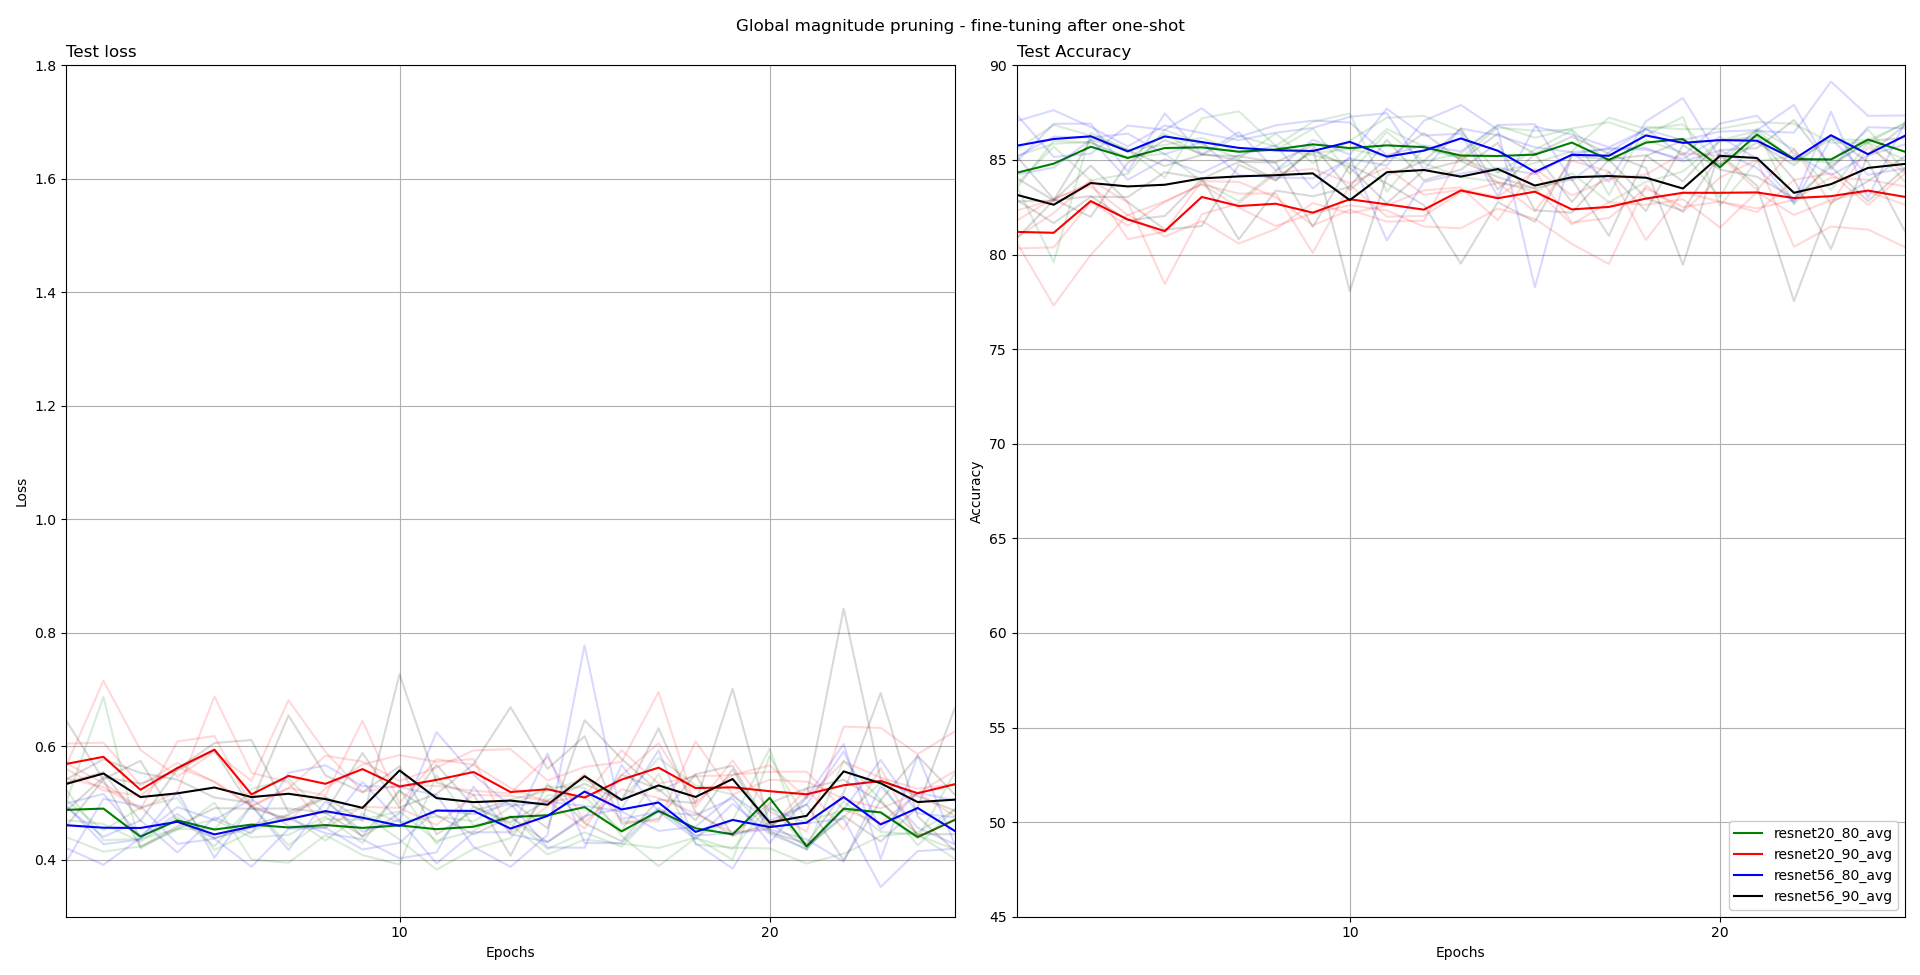 Global magnitude pruning - fine-tuning after one-shot
Test loss
1.8
1.6
1.4
1.2
1.0
0.8
0.6
0.4
Loss
10
20
Epochs
Test Accuracy
90
85
80
75
70
65
60
55
50
45
Accuracy
10
20
Epochs
resnet20_80_avg
resnet20_90_avg
resnet56_80_avg
resnet56_90_avg